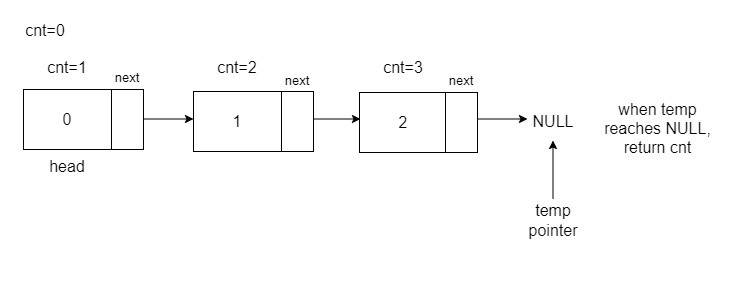 cnt=0
cnt=1
cnt=2
cnt=3
next
next
next
0
1
2
NULL
head
when temp
reaches NULL,
return cnt
temp
pointer